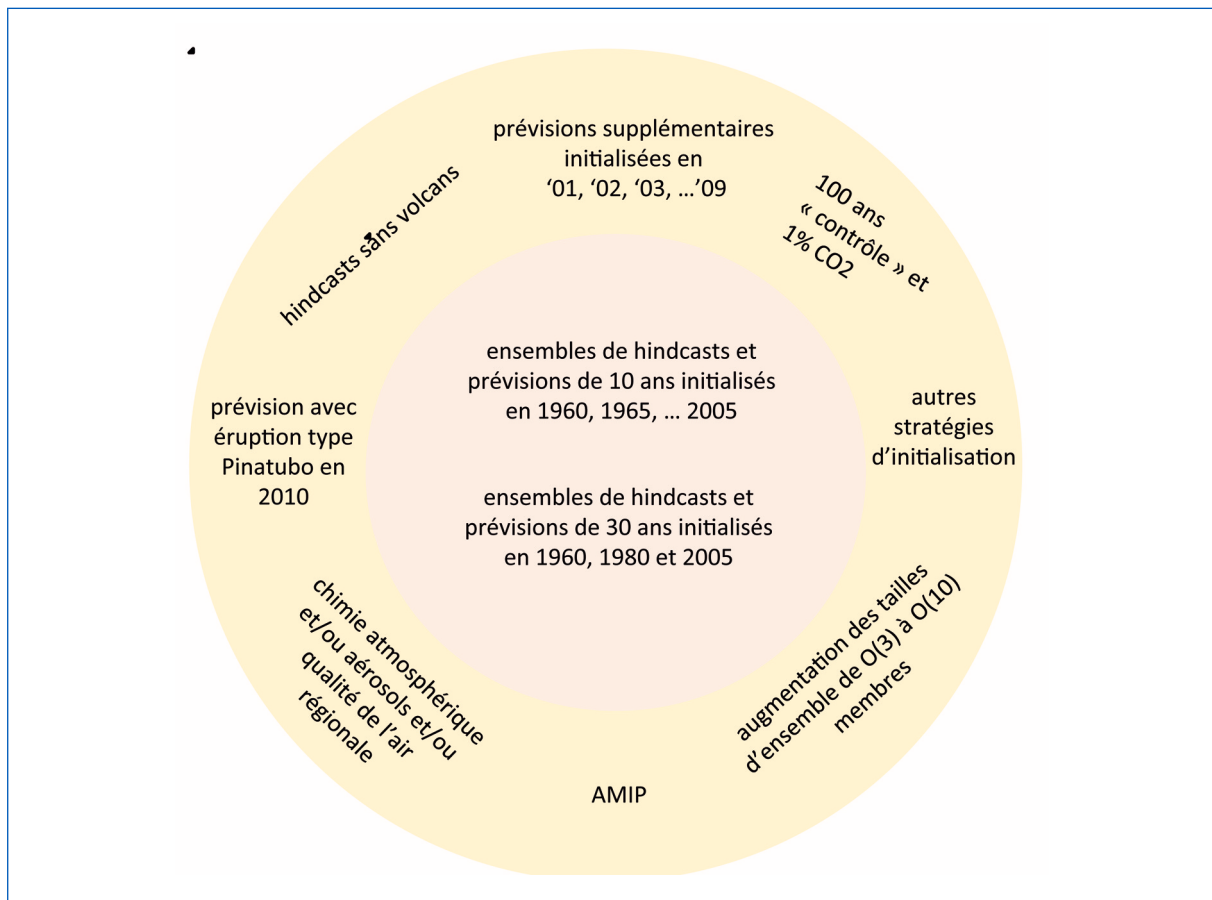 prévisions supplémentaires
initialisées en
‘01, ‘02, ‘03, ...’09
hindcasts sans volcans
100 ans
« contrôle » et
1% CO2
ensembles de hindcasts et
prévisions de 10 ans initialisés
en 1960, 1965, ... 2005
prévision avec
éruption type
Pinatubo en
2010
autres
stratégies
d’initialisation
ensembles de hindcasts et
prévisions de 30 ans initialisés
en 1960, 1980 et 2005
chimie atmosphérique
et/ou aérosols et/ou
qualité de l’air
régionale
augmentation des tailles
d’ensemble de O(3) à O(10)
membres
AMIP